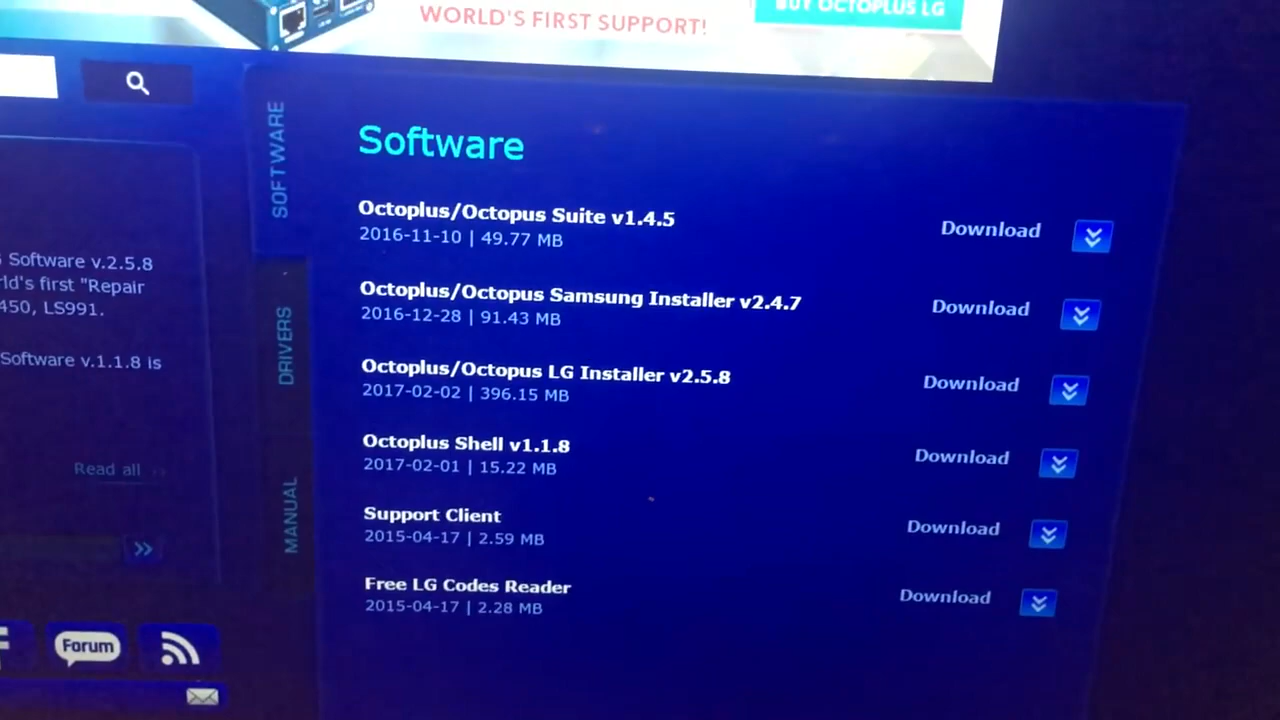 WORLD'S FIRST SUPPORT!
BUY OCTOPLUS LG
SOFTWARE
DRIVERS
MANUAL
Software
Octoplus/Octopus Suite v1.4.5
2016-11-10 | 49.77 MB
Download
Octoplus/Octopus Samsung Installer v2.4.7
2016-12-28 | 91.43 MB
Download
Octoplus/Octopus LG Installer v2.5.8
2017-02-02 | 396.15 MB
Download
Octoplus Shell v1.1.8
2017-02-01 | 15.22 MB
Download
Support Client
2015-04-17 | 2.59 MB
Download
Free LG Codes Reader
2015-04-17 | 2.28 MB
Download
Software v.2.5.8
rld's first "Repair
450, LS991.
Software v.1.1.8 is
Read all
Forum